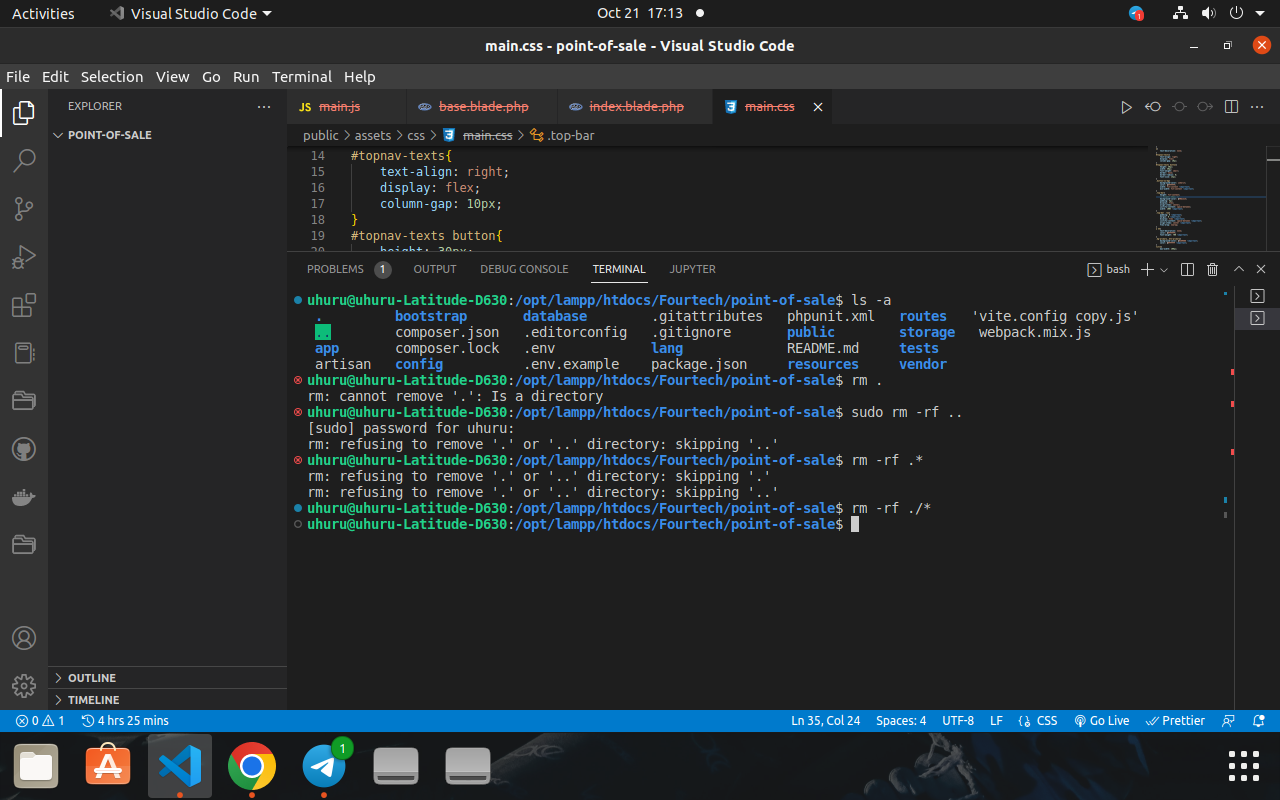 Activities Visual Studio Code Oct 21 17:13 1
main.css - point-of-sale - Visual Studio Code
File Edit Selection View Go Run Terminal Help
EXPLORER
POINT-OF-SALE
OUTLINE
TIMELINE
JS main.js base.blade.php index.blade.php main.css
public > assets > css > main.css > .top-bar
14 #topnav-texts{
15 text-align: right;
16 display: flex;
17 column-gap: 10px;
18 }
19 #topnav-texts button{
20 height: 30px;
PROBLEMS 1 OUTPUT DEBUG CONSOLE TERMINAL JUPYTER bash
uhuru@uhuru-Latitude-D630:/opt/lampp/htdocs/Fourtech/point-of-sale$ ls -a
. bootstrap database .gitattributes phpunit.xml routes 'vite.config copy.js'
.. composer.json .editorconfig .gitignore public storage webpack.mix.js
app composer.lock .env lang README.md tests
artisan config .env.example package.json resources vendor
uhuru@uhuru-Latitude-D630:/opt/lampp/htdocs/Fourtech/point-of-sale$ rm .
rm: cannot remove '.': Is a directory
uhuru@uhuru-Latitude-D630:/opt/lampp/htdocs/Fourtech/point-of-sale$ sudo rm -rf ..
[sudo] password for uhuru:
rm: refusing to remove '.' or '..' directory: skipping '..'
uhuru@uhuru-Latitude-D630:/opt/lampp/htdocs/Fourtech/point-of-sale$ rm -rf .*
rm: refusing to remove '.' or '..' directory: skipping '.'
rm: refusing to remove '.' or '..' directory: skipping '..'
uhuru@uhuru-Latitude-D630:/opt/lampp/htdocs/Fourtech/point-of-sale$ rm -rf ./*
uhuru@uhuru-Latitude-D630:/opt/lampp/htdocs/Fourtech/point-of-sale$
0 1 4 hrs 25 mins Ln 35, Col 24 Spaces: 4 UTF-8 LF CSS Go Live Prettier
1